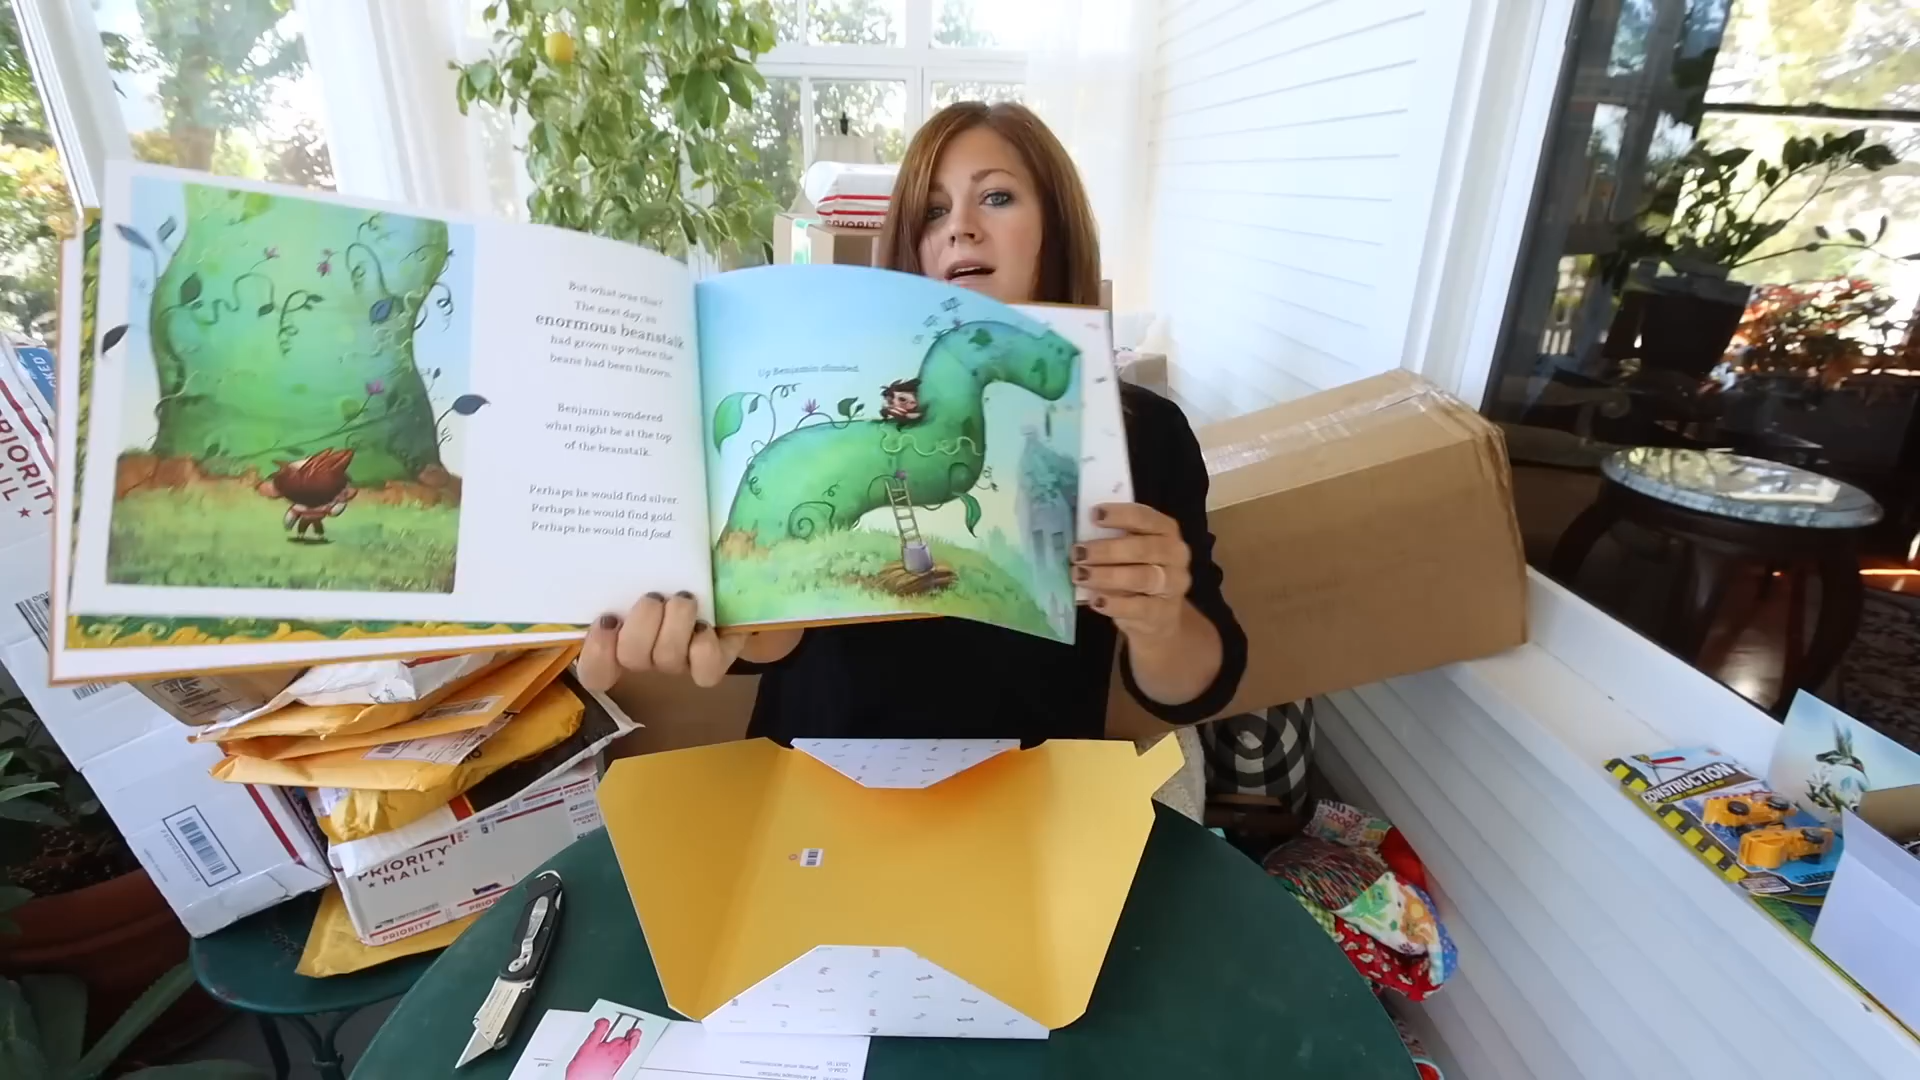 But what was this?
The next day, an
enormous beanstalk
had grown up where the
beans had been thrown.
Benjamin wondered
what might be at the top
of the beanstalk.
Perhaps he would find silver.
Perhaps he would find gold.
Perhaps he would find food.
Up Benjamin climbed.
PRIORITY
MAIL
PRIORITY
PRIORITY
MAIL
CONSTRUCTION